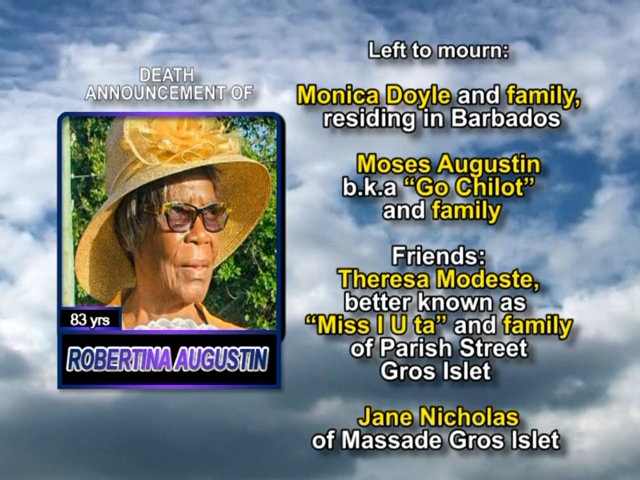 DEATH
ANNOUNCEMENT OF
83 yrs
ROBERTINA AUGUSTIN
Left to mourn:
Monica Doyle and family,
residing in Barbados
Moses Augustin
b.k.a “Go Chilot”
and family
Friends:
Theresa Modeste,
better known as
“Miss I U ta” and family
of Parish Street
Gros Islet
Jane Nicholas
of Massade Gros Islet